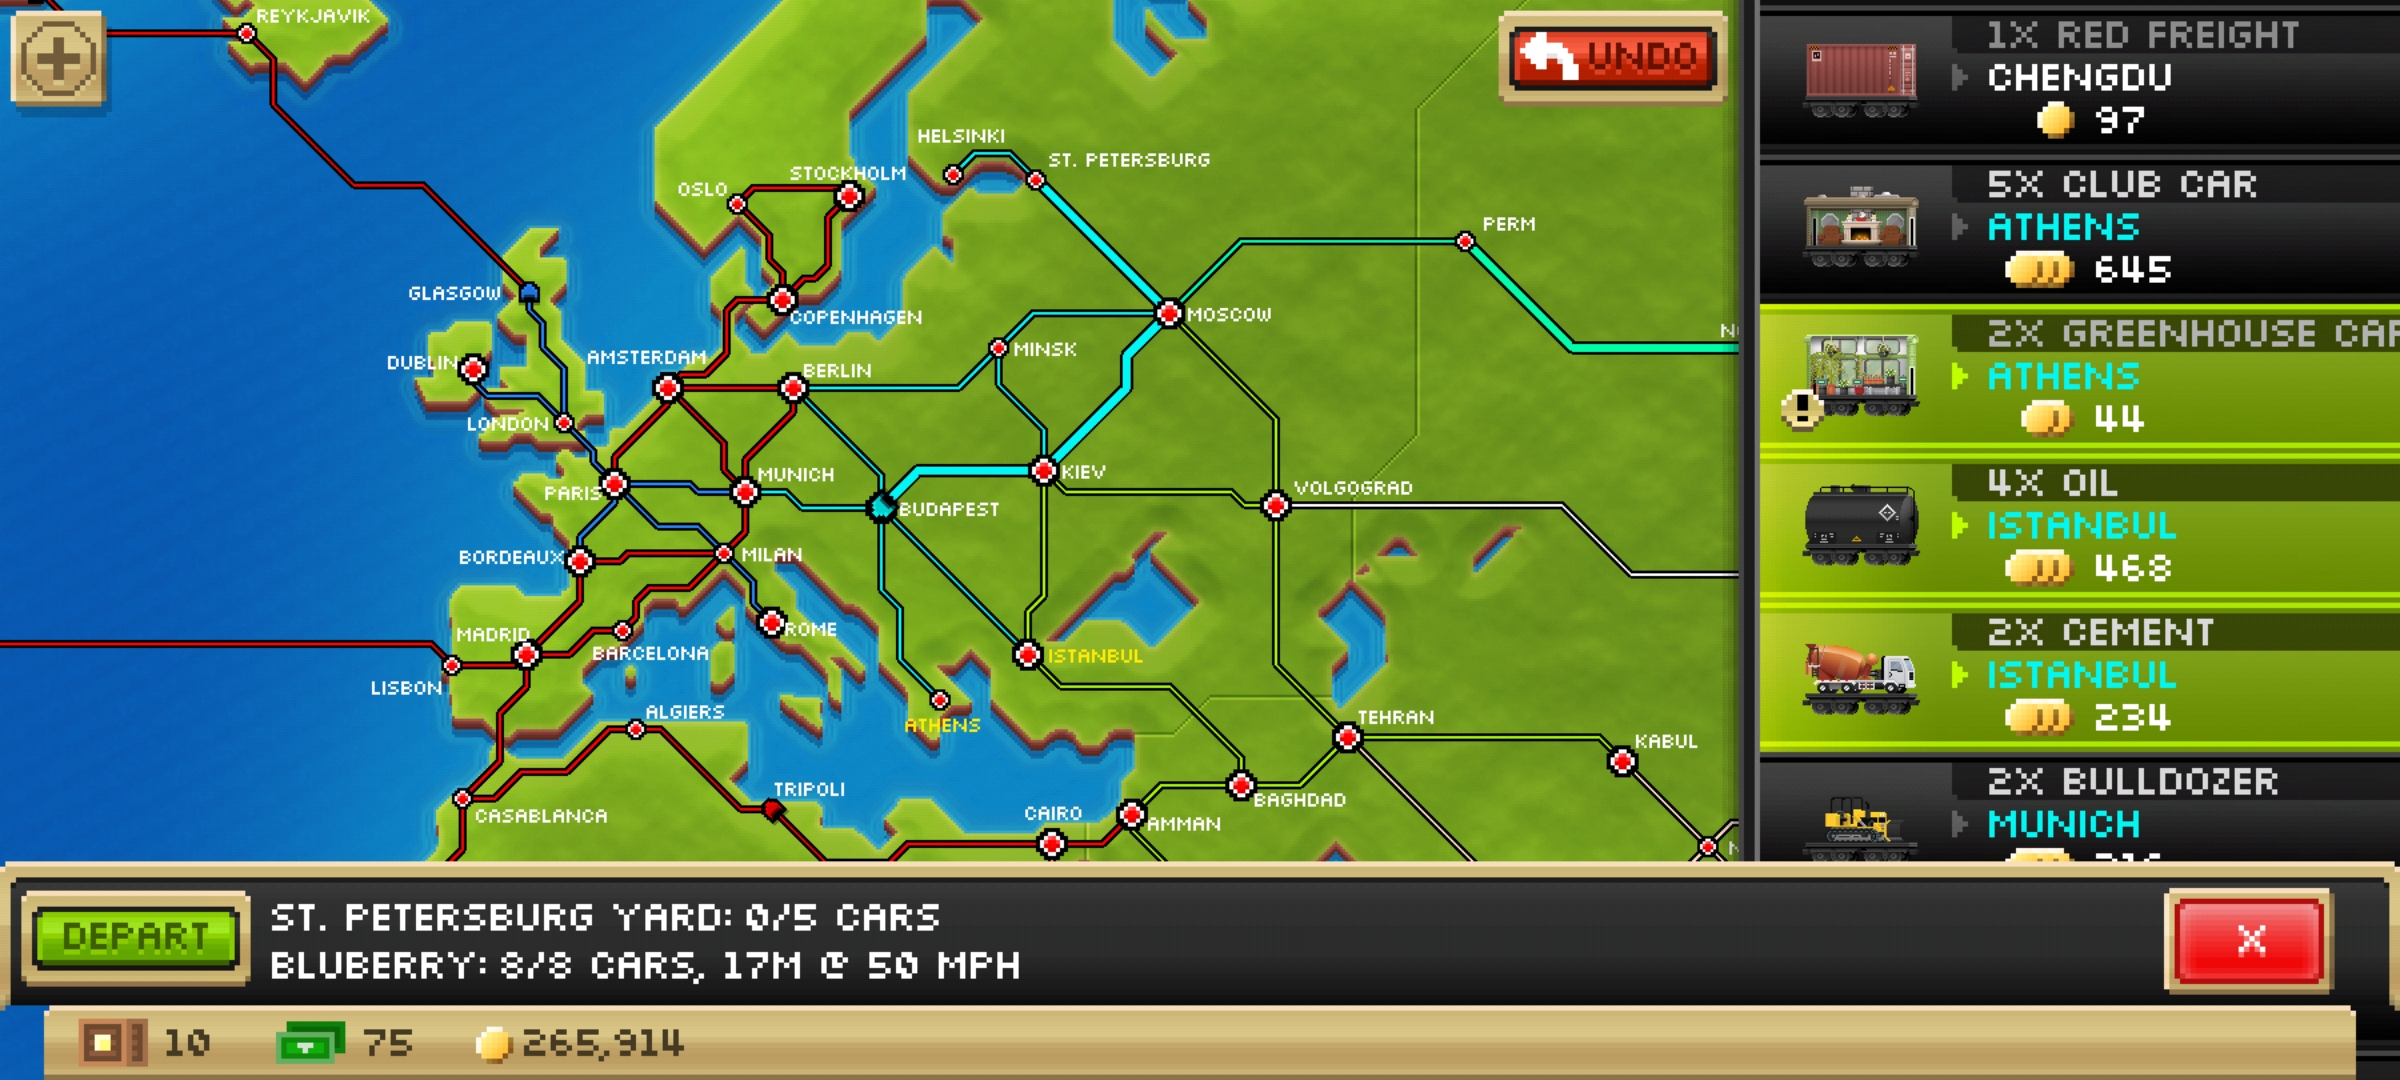 REYKJAVIK
UNDO
HELSINKI
ST. PETERSBURG
STOCKHOLM
OSLO
PERM
GLASGOW
COPENHAGEN
MOSCOW
MINSK
DUBLIN
AMSTERDAM
BERLIN
LONDON
MUNICH
KIEV
PARIS
BUDAPEST
VOLGOGRAD
BORDEAUX
MILAN
MADRID
ROME
BARCELONA
ISTANBUL
LISBON
ALGIERS
ATHENS
TEHRAN
KABUL
TRIPOLI
CASABLANCA
CAIRO
AMMAN
BAGHDAD
1X RED FREIGHT
CHENGDU
97
5X CLUB CAR
ATHENS
645
2X GREENHOUSE CAR
ATHENS
44
4X OIL
ISTANBUL
468
2X CEMENT
ISTANBUL
234
2X BULLDOZER
MUNICH
DEPART
ST. PETERSBURG YARD: 0/5 CARS
BLUBERRY: 8/8 CARS, 17M @ 50 MPH
X
10
75
265,914